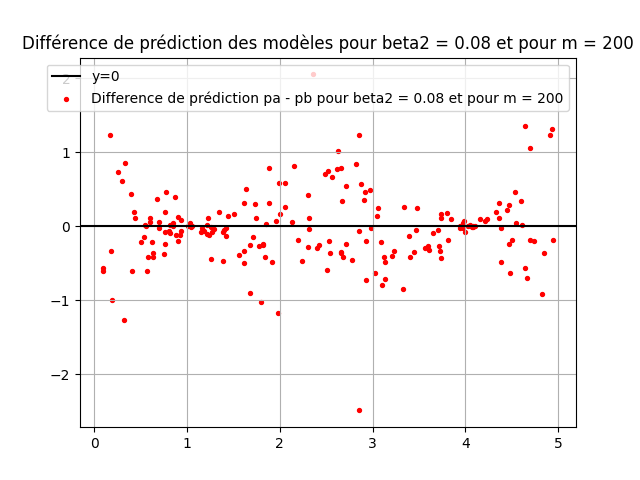 Différence de prédiction des modèles pour beta2 = 0.08 et pour m = 200
y=0
Difference de prédiction pa - pb pour beta2 = 0.08 et pour m = 200
2
1
0
−1
−2
0 1 2 3 4 5